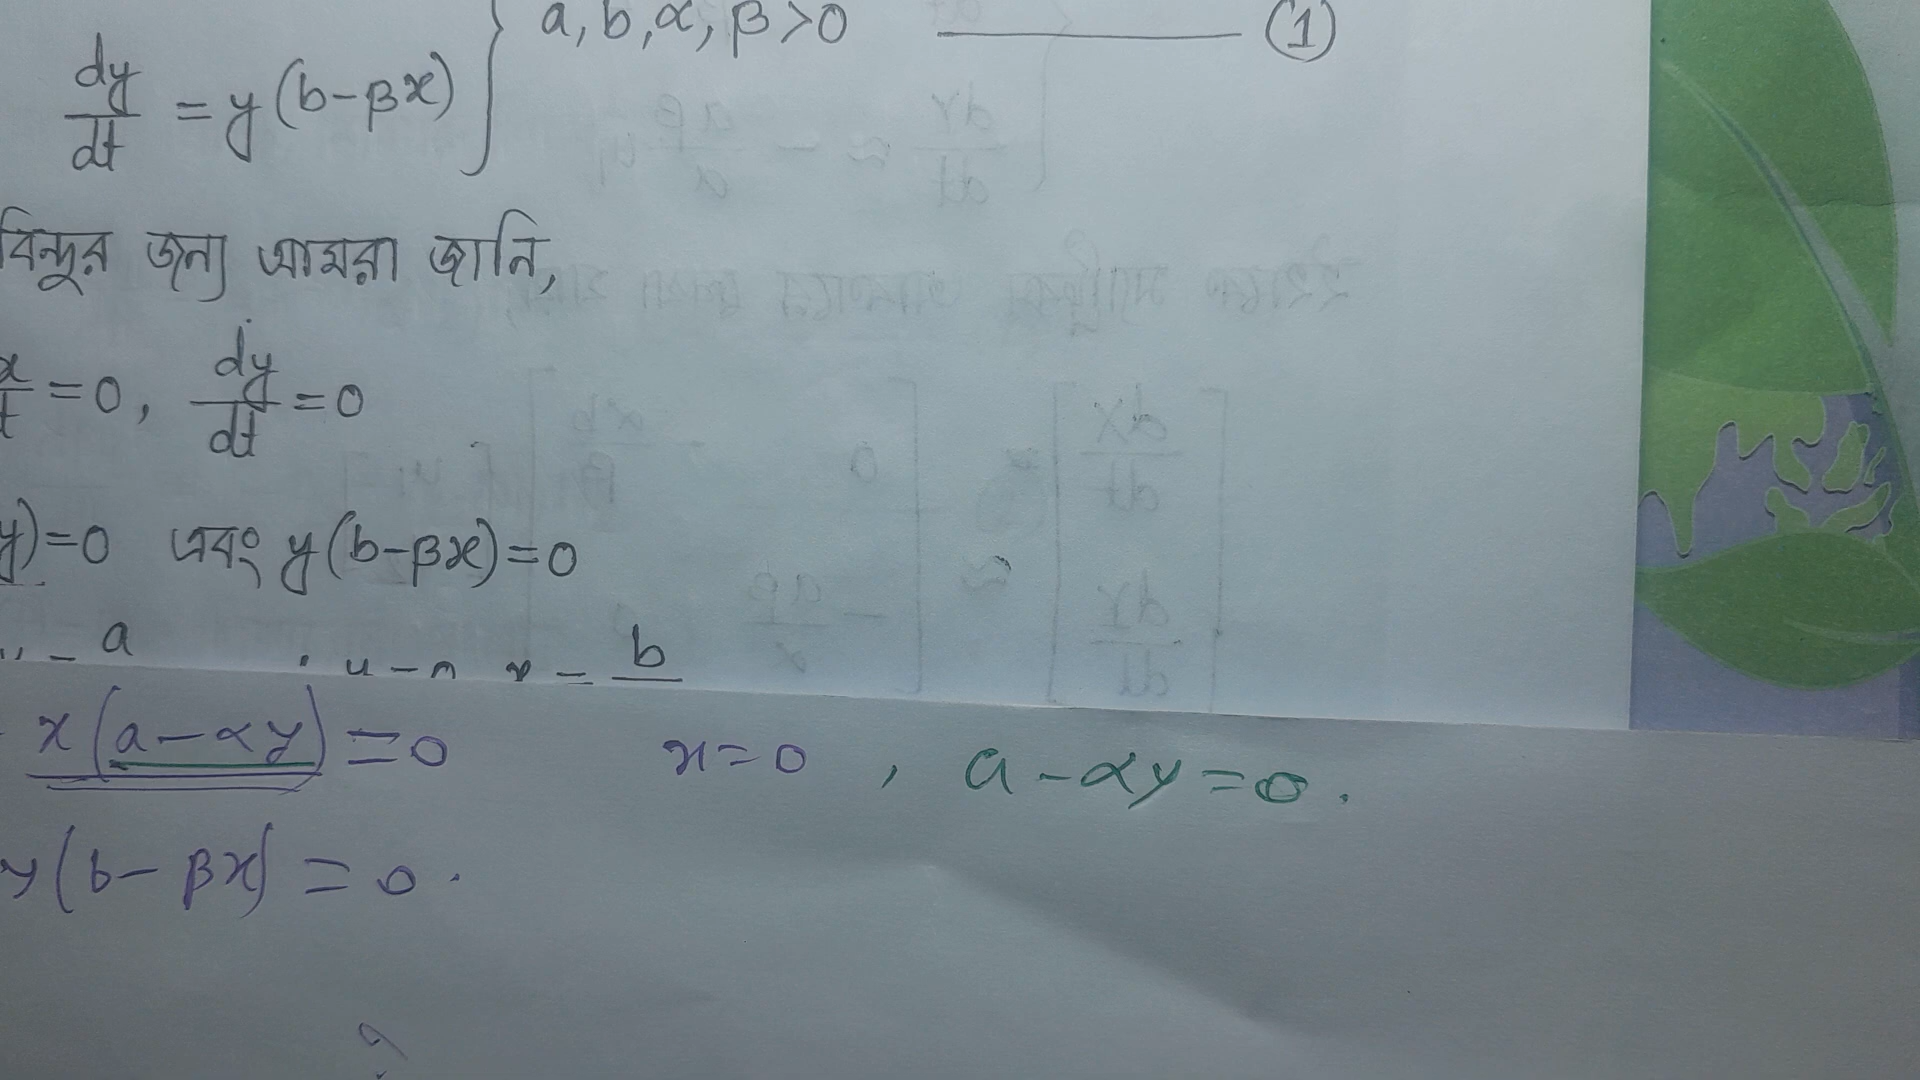 a, b, α, β > 0 ——— (1)
dy/dt = y(b-βx)
বিন্দুর জন্য আমরা জানি,
= 0, dy/dt = 0
y) = 0 এবং y(b-βx) = 0
a b
x(a-αy) = 0 x = 0 , a-αy = 0.
y(b-βx) = 0.